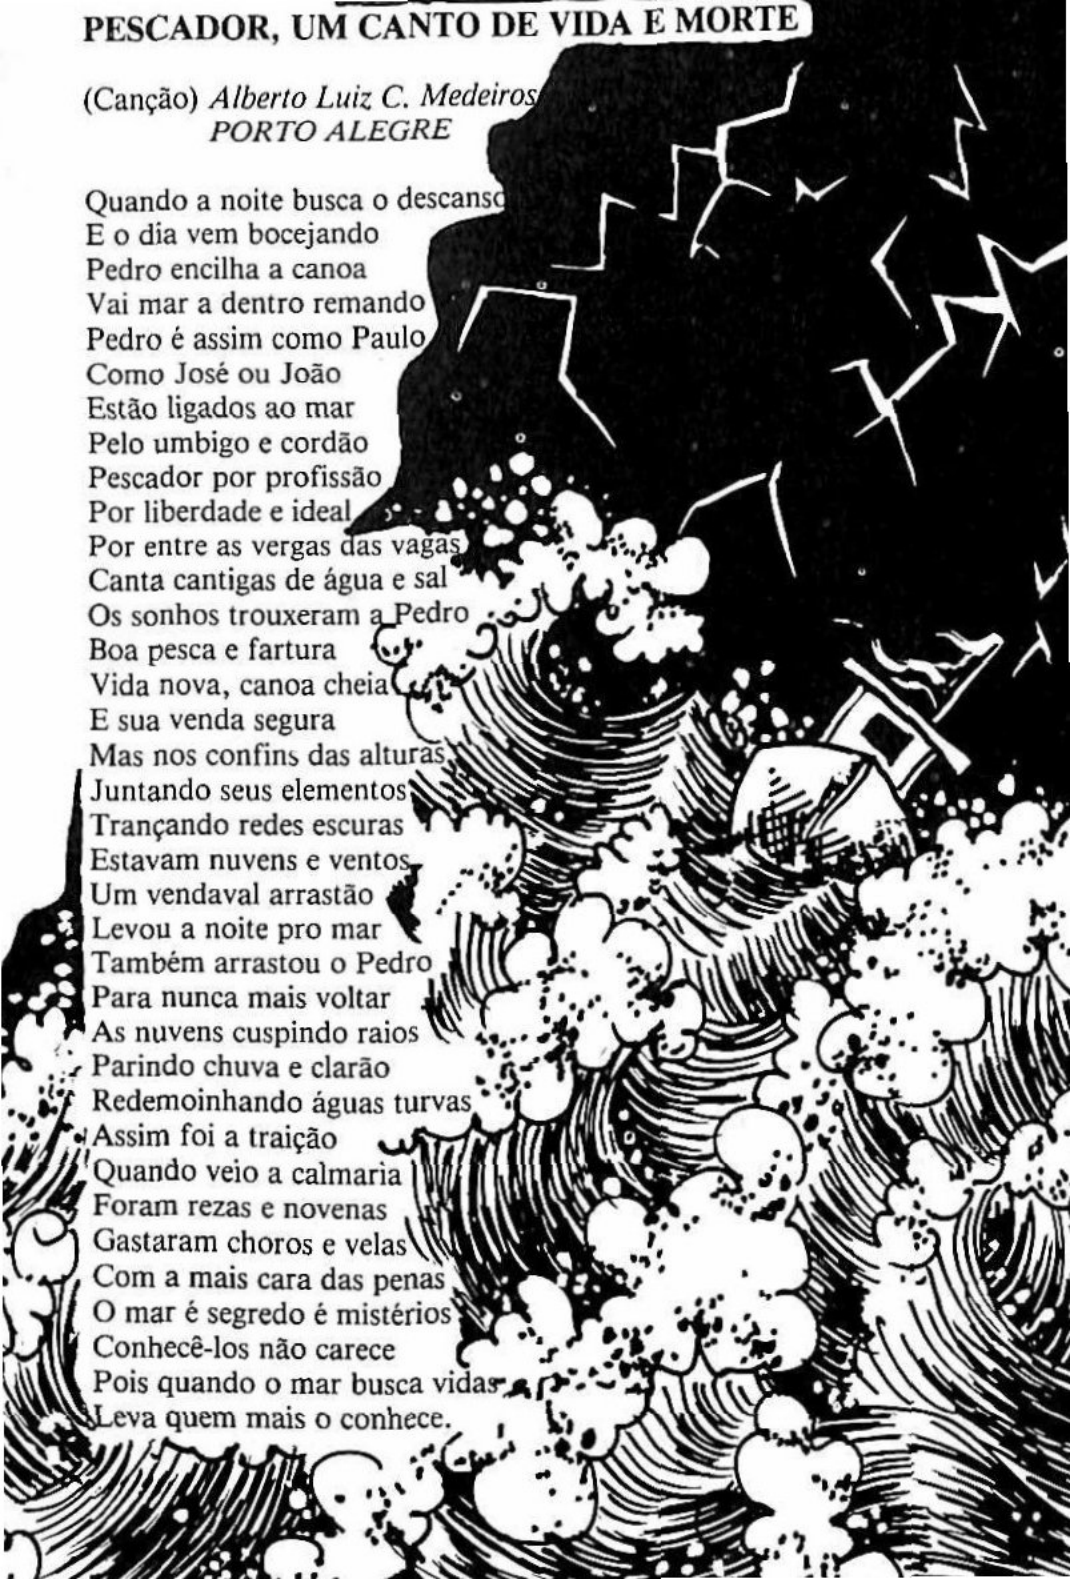 PESCADOR, UM CANTO DE VIDA E MORTE
(Canção) Alberto Luiz C. Medeiros
PORTO ALEGRE
Quando a noite busca o descanso
E o dia vem bocejando
Pedro encilha a canoa
Vai mar a dentro remando
Pedro é assim como Paulo
Como José ou João
Estão ligados ao mar
Pelo umbigo e cordão
Pescador por profissão
Por liberdade e ideal
Por entre as vergas das vagas
Canta cantigas de água e sal
Os sonhos trouxeram a Pedro
Boa pesca e fartura
Vida nova, canoa cheia
E sua venda segura
Mas nos confins das alturas
Juntando seus elementos
Trançando redes escuras
Estavam nuvens e ventos
Um vendaval arrastão
Levou a noite pro mar
Também arrastou o Pedro
Para nunca mais voltar
As nuvens cuspindo raios
Parindo chuva e clarão
Redemoinhando águas turvas
Assim foi a traição
Quando veio a calmaria
Foram rezas e novenas
Gastaram choros e velas
Com a mais cara das penas
O mar é segredo é mistérios
Conhecê-los não carece
Pois quando o mar busca vidas
Leva quem mais o conhece.